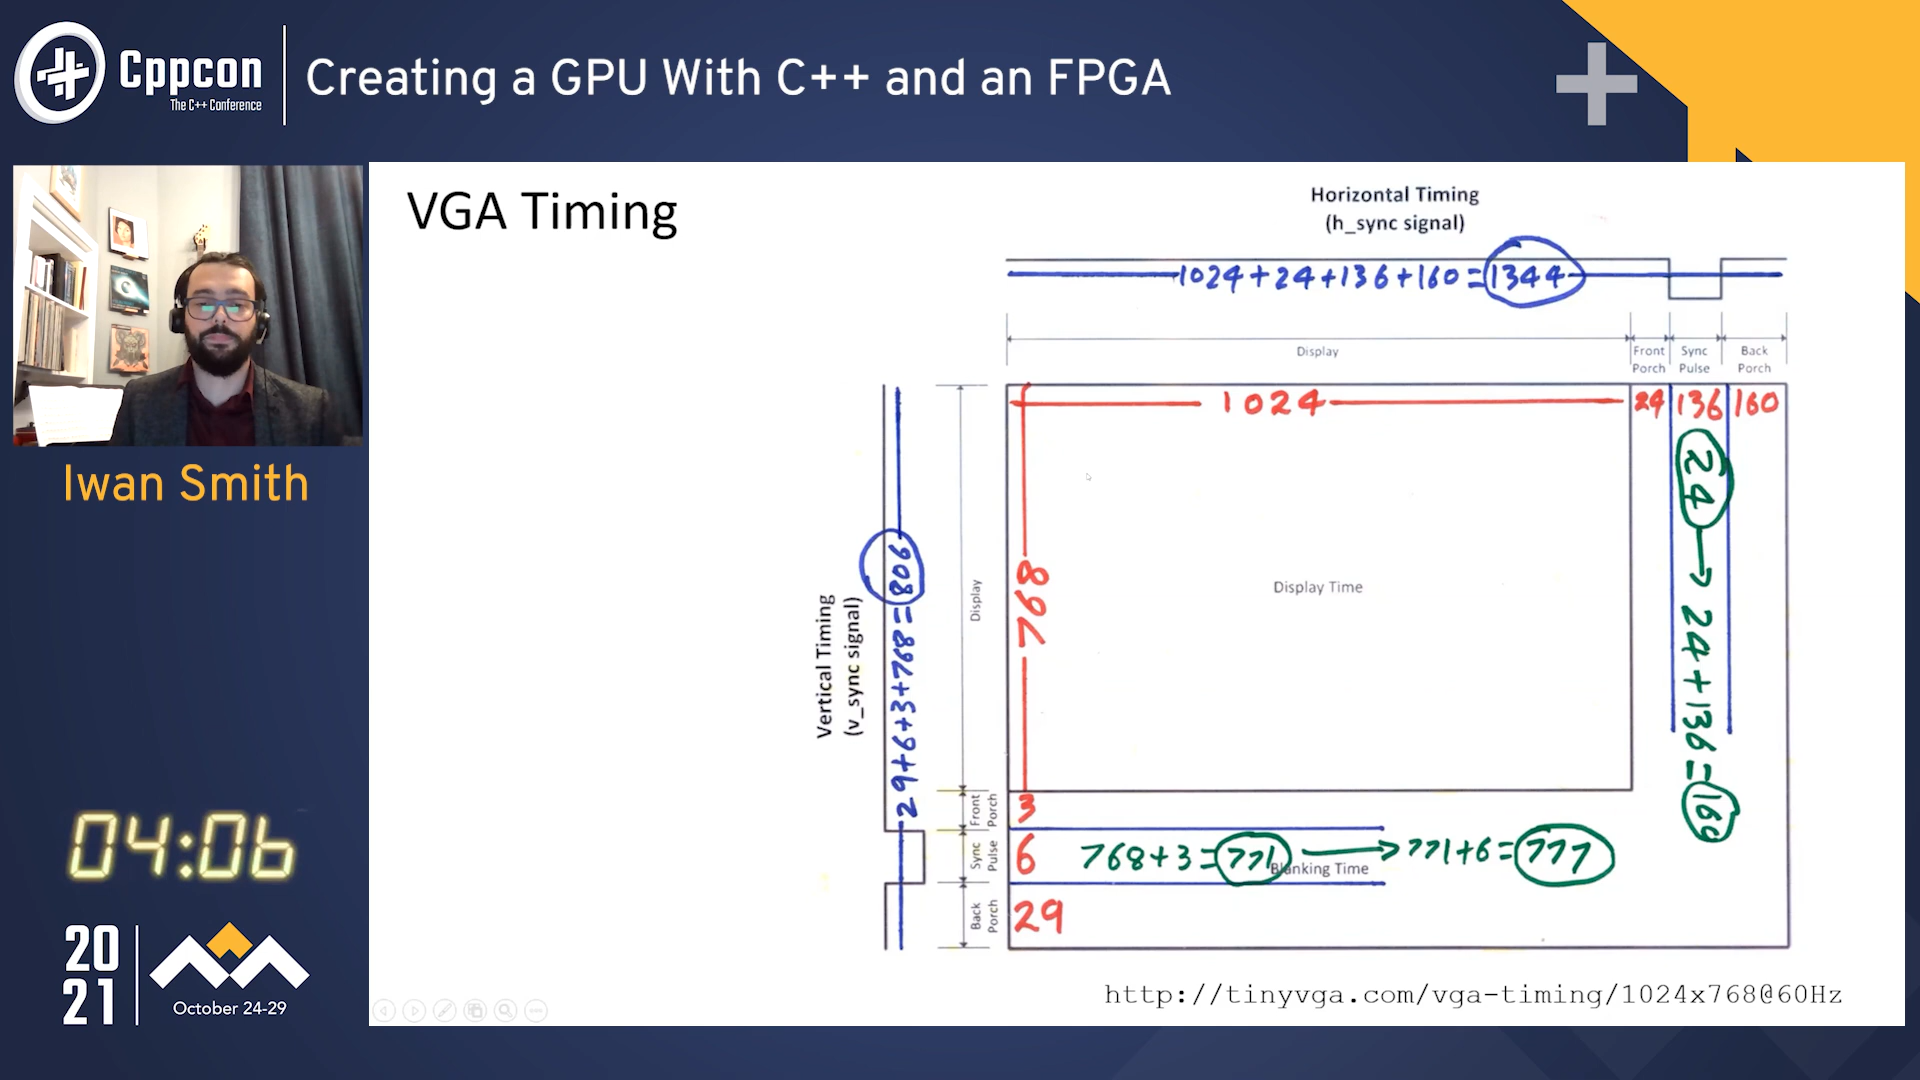 Cppcon
The C++ Conference
Creating a GPU With C++ and an FPGA
Iwan Smith
04:06
20
21
October 24-29
VGA Timing
Horizontal Timing
(h_sync signal)
1024+24+136+160=1344
Display
Front
Porch
Sync
Pulse
Back
Porch
1024
24
136
160
Vertical Timing
(v_sync signal)
29+6+3+768=806
Display
768
Display Time
24→24+136=160
Front
Porch
3
Sync
Pulse
6
768+3=771→771+6=777
Blanking Time
Back
Porch
29
http://tinyvga.com/vga-timing/1024x768@60Hz